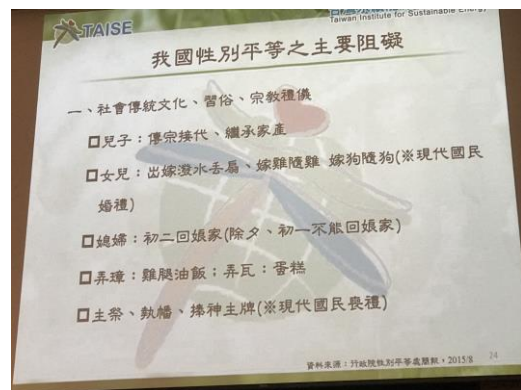 TAISE
Taiwan Institute for Sustainable Energy
我國性別平等之主要阻礙
一、社會傳統文化、習俗、宗教禮儀
□兒子：傳宗接代、繼承家產
□女兒：出嫁潑水丟扇、嫁雞隨雞 嫁狗隨狗(※現代國民
婚禮)
□媳婦：初二回娘家(除夕、初一不能回娘家)
□弄璋：雞腿油飯；弄瓦：蛋糕
□主祭、執幡、捧神主牌(※現代國民喪禮)
資料來源：行政院性別平等處簡報，2015/8
14